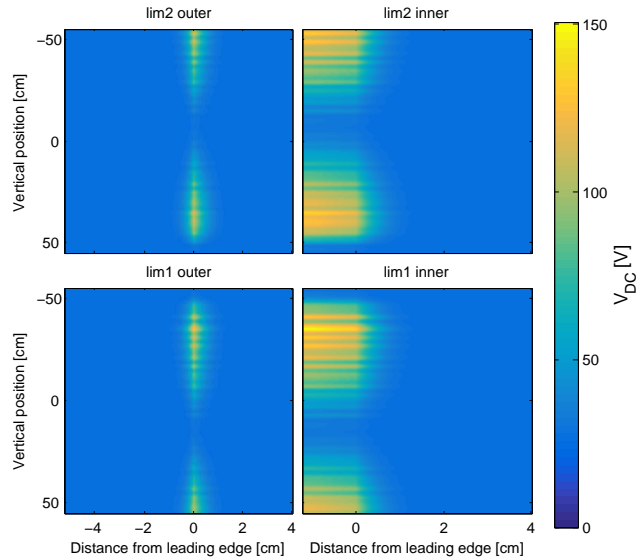 lim2 outer
lim2 inner
Vertical position [cm]
−50
0
50
lim1 outer
lim1 inner
Vertical position [cm]
−50
0
50
−4
−2
0
2
4
0
2
4
Distance from leading edge [cm]
Distance from leading edge [cm]
150
100
50
0
V_DC [V]